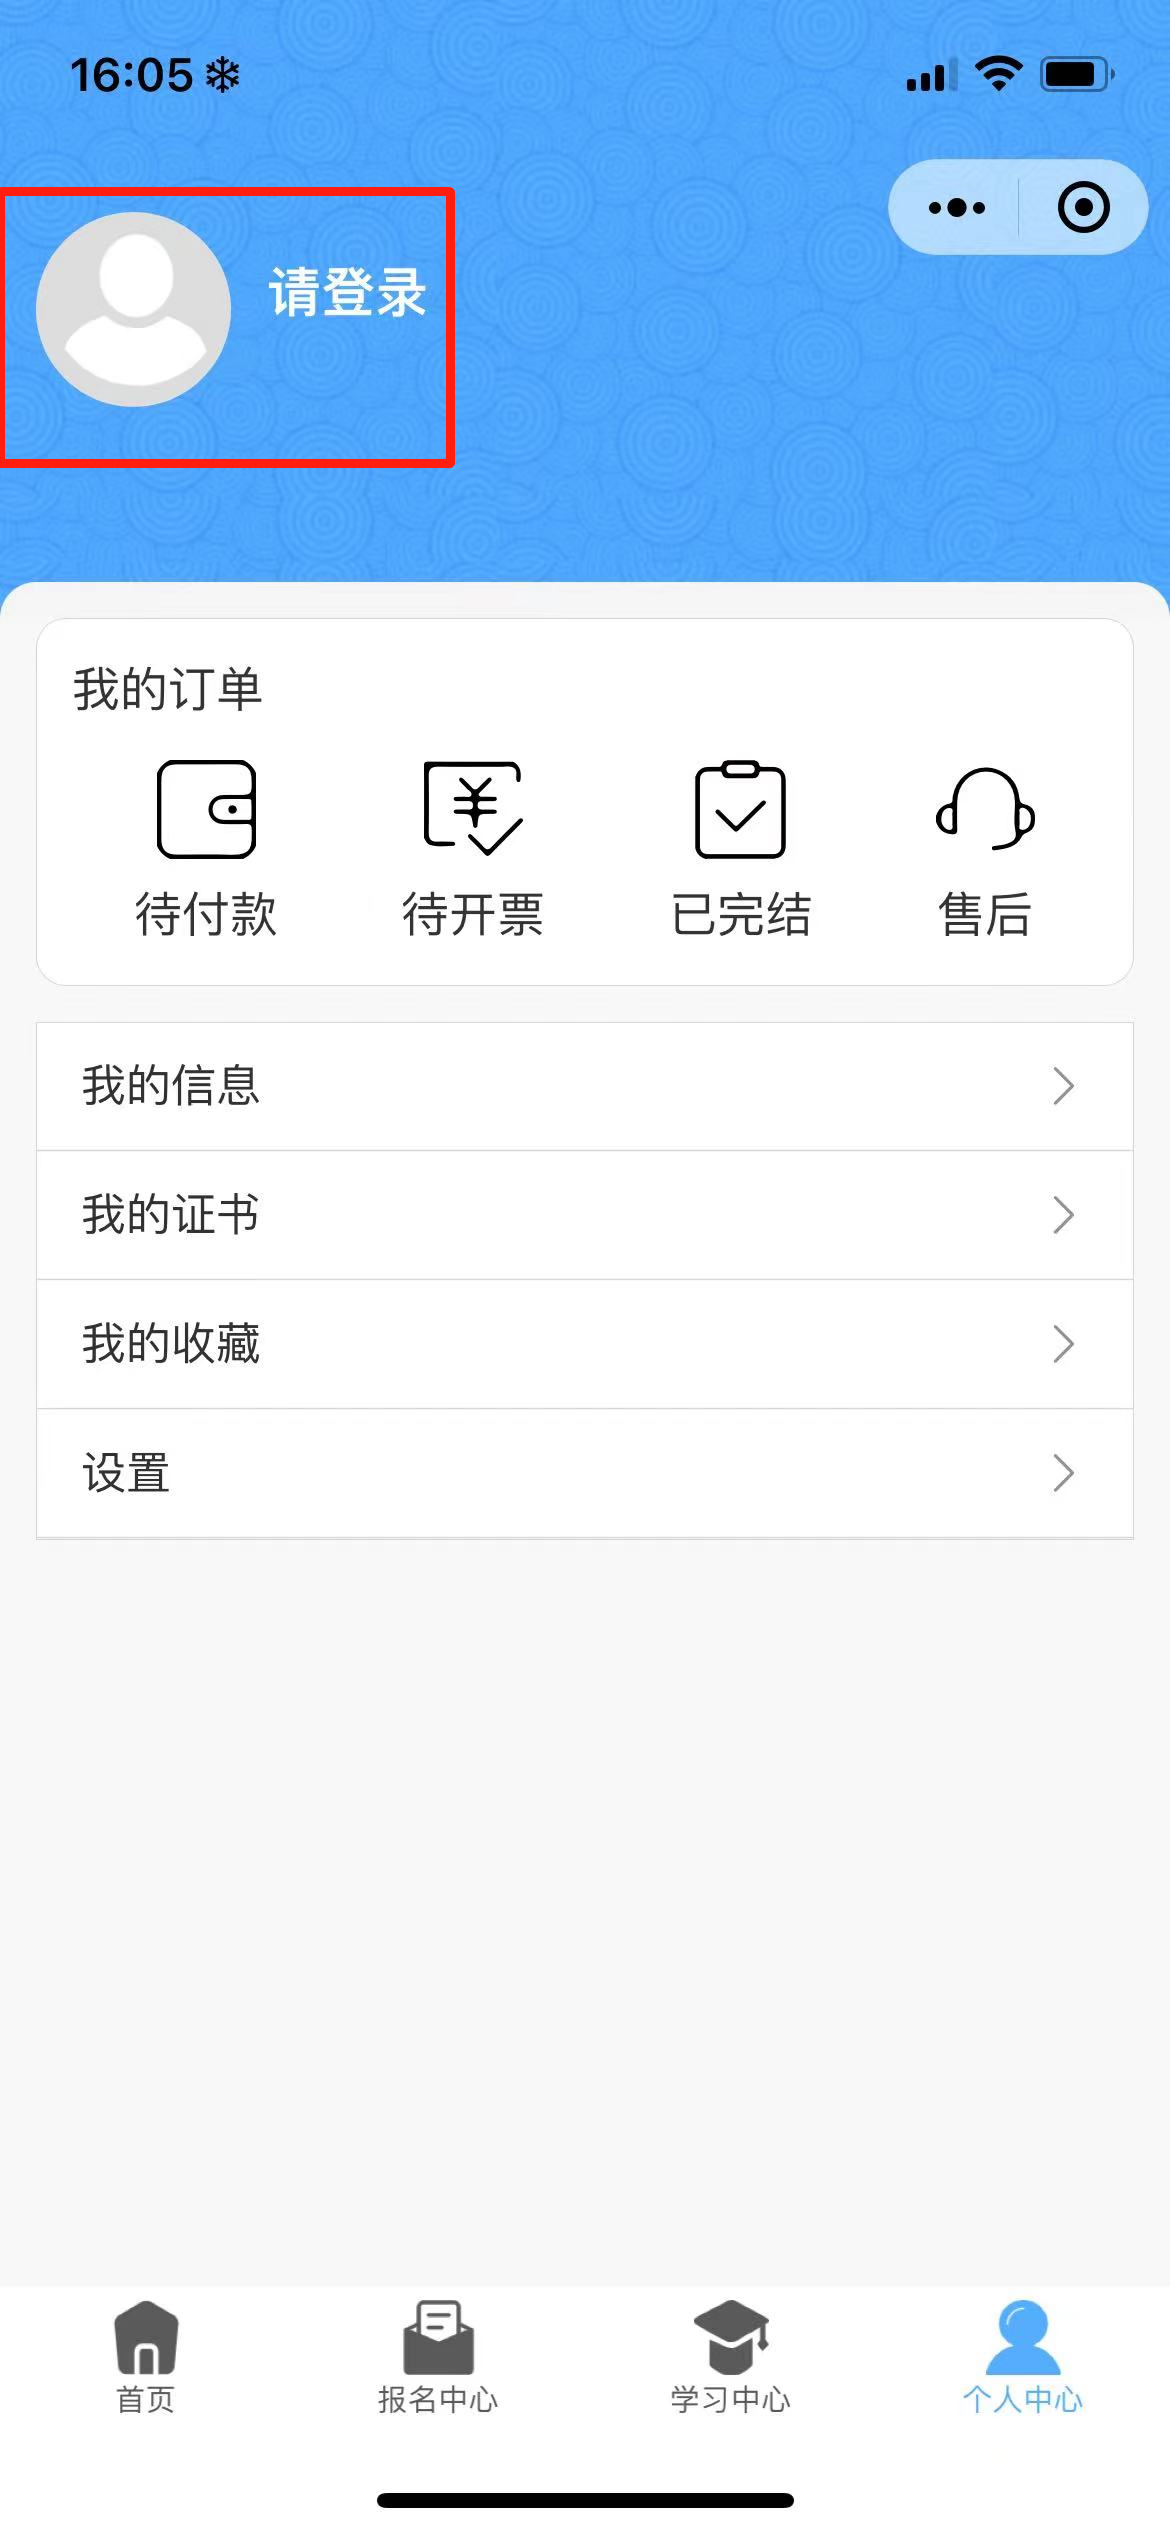 16:05
请登录
我的订单
待付款 待开票 已完结 售后
我的信息
我的证书
我的收藏
设置
首页 报名中心 学习中心 个人中心